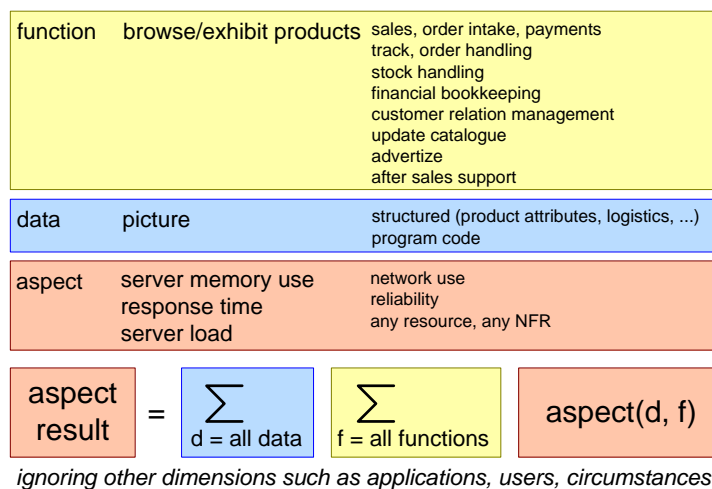 function browse/exhibit products sales, order intake, payments
track, order handling
stock handling
financial bookkeeping
customer relation management
update catalogue
advertize
after sales support
data picture structured (product attributes, logistics, ...)
program code
aspect server memory use network use
response time reliability
server load any resource, any NFR
aspect result = ∑ d = all data ∑ f = all functions aspect(d, f)
ignoring other dimensions such as applications, users, circumstances